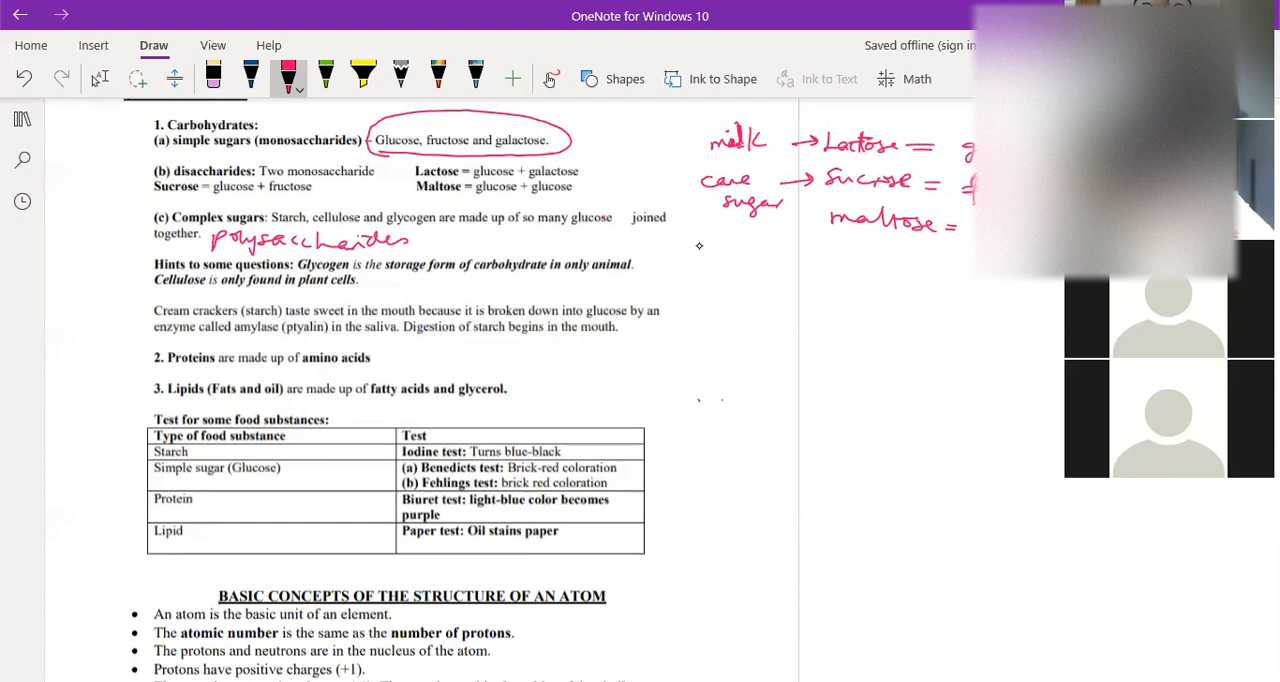 OneNote for Windows 10
Home Insert Draw View Help Saved offline (sign in
Shapes Ink to Shape Ink to Text Math
1. Carbohydrates:
(a) simple sugars (monosaccharides) - Glucose, fructose and galactose.
milk → Lactose =
(b) disaccharides: Two monosaccharide Lactose = glucose + galactose
Sucrose = glucose + fructose Maltose = glucose + glucose
cane sugar → Sucrose =
maltose =
(c) Complex sugars: Starch, cellulose and glycogen are made up of so many glucose joined
together. polysaccharides
Hints to some questions: Glycogen is the storage form of carbohydrate in only animal.
Cellulose is only found in plant cells.
Cream crackers (starch) taste sweet in the mouth because it is broken down into glucose by an
enzyme called amylase (ptyalin) in the saliva. Digestion of starch begins in the mouth.
2. Proteins are made up of amino acids
3. Lipids (Fats and oil) are made up of fatty acids and glycerol.
Test for some food substances:
Type of food substance Test
Starch Iodine test: Turns blue-black
Simple sugar (Glucose) (a) Benedicts test: Brick-red coloration
(b) Fehlings test: brick red coloration
Protein Biuret test: light-blue color becomes
purple
Lipid Paper test: Oil stains paper
BASIC CONCEPTS OF THE STRUCTURE OF AN ATOM
• An atom is the basic unit of an element.
• The atomic number is the same as the number of protons.
• The protons and neutrons are in the nucleus of the atom.
• Protons have positive charges (+1).